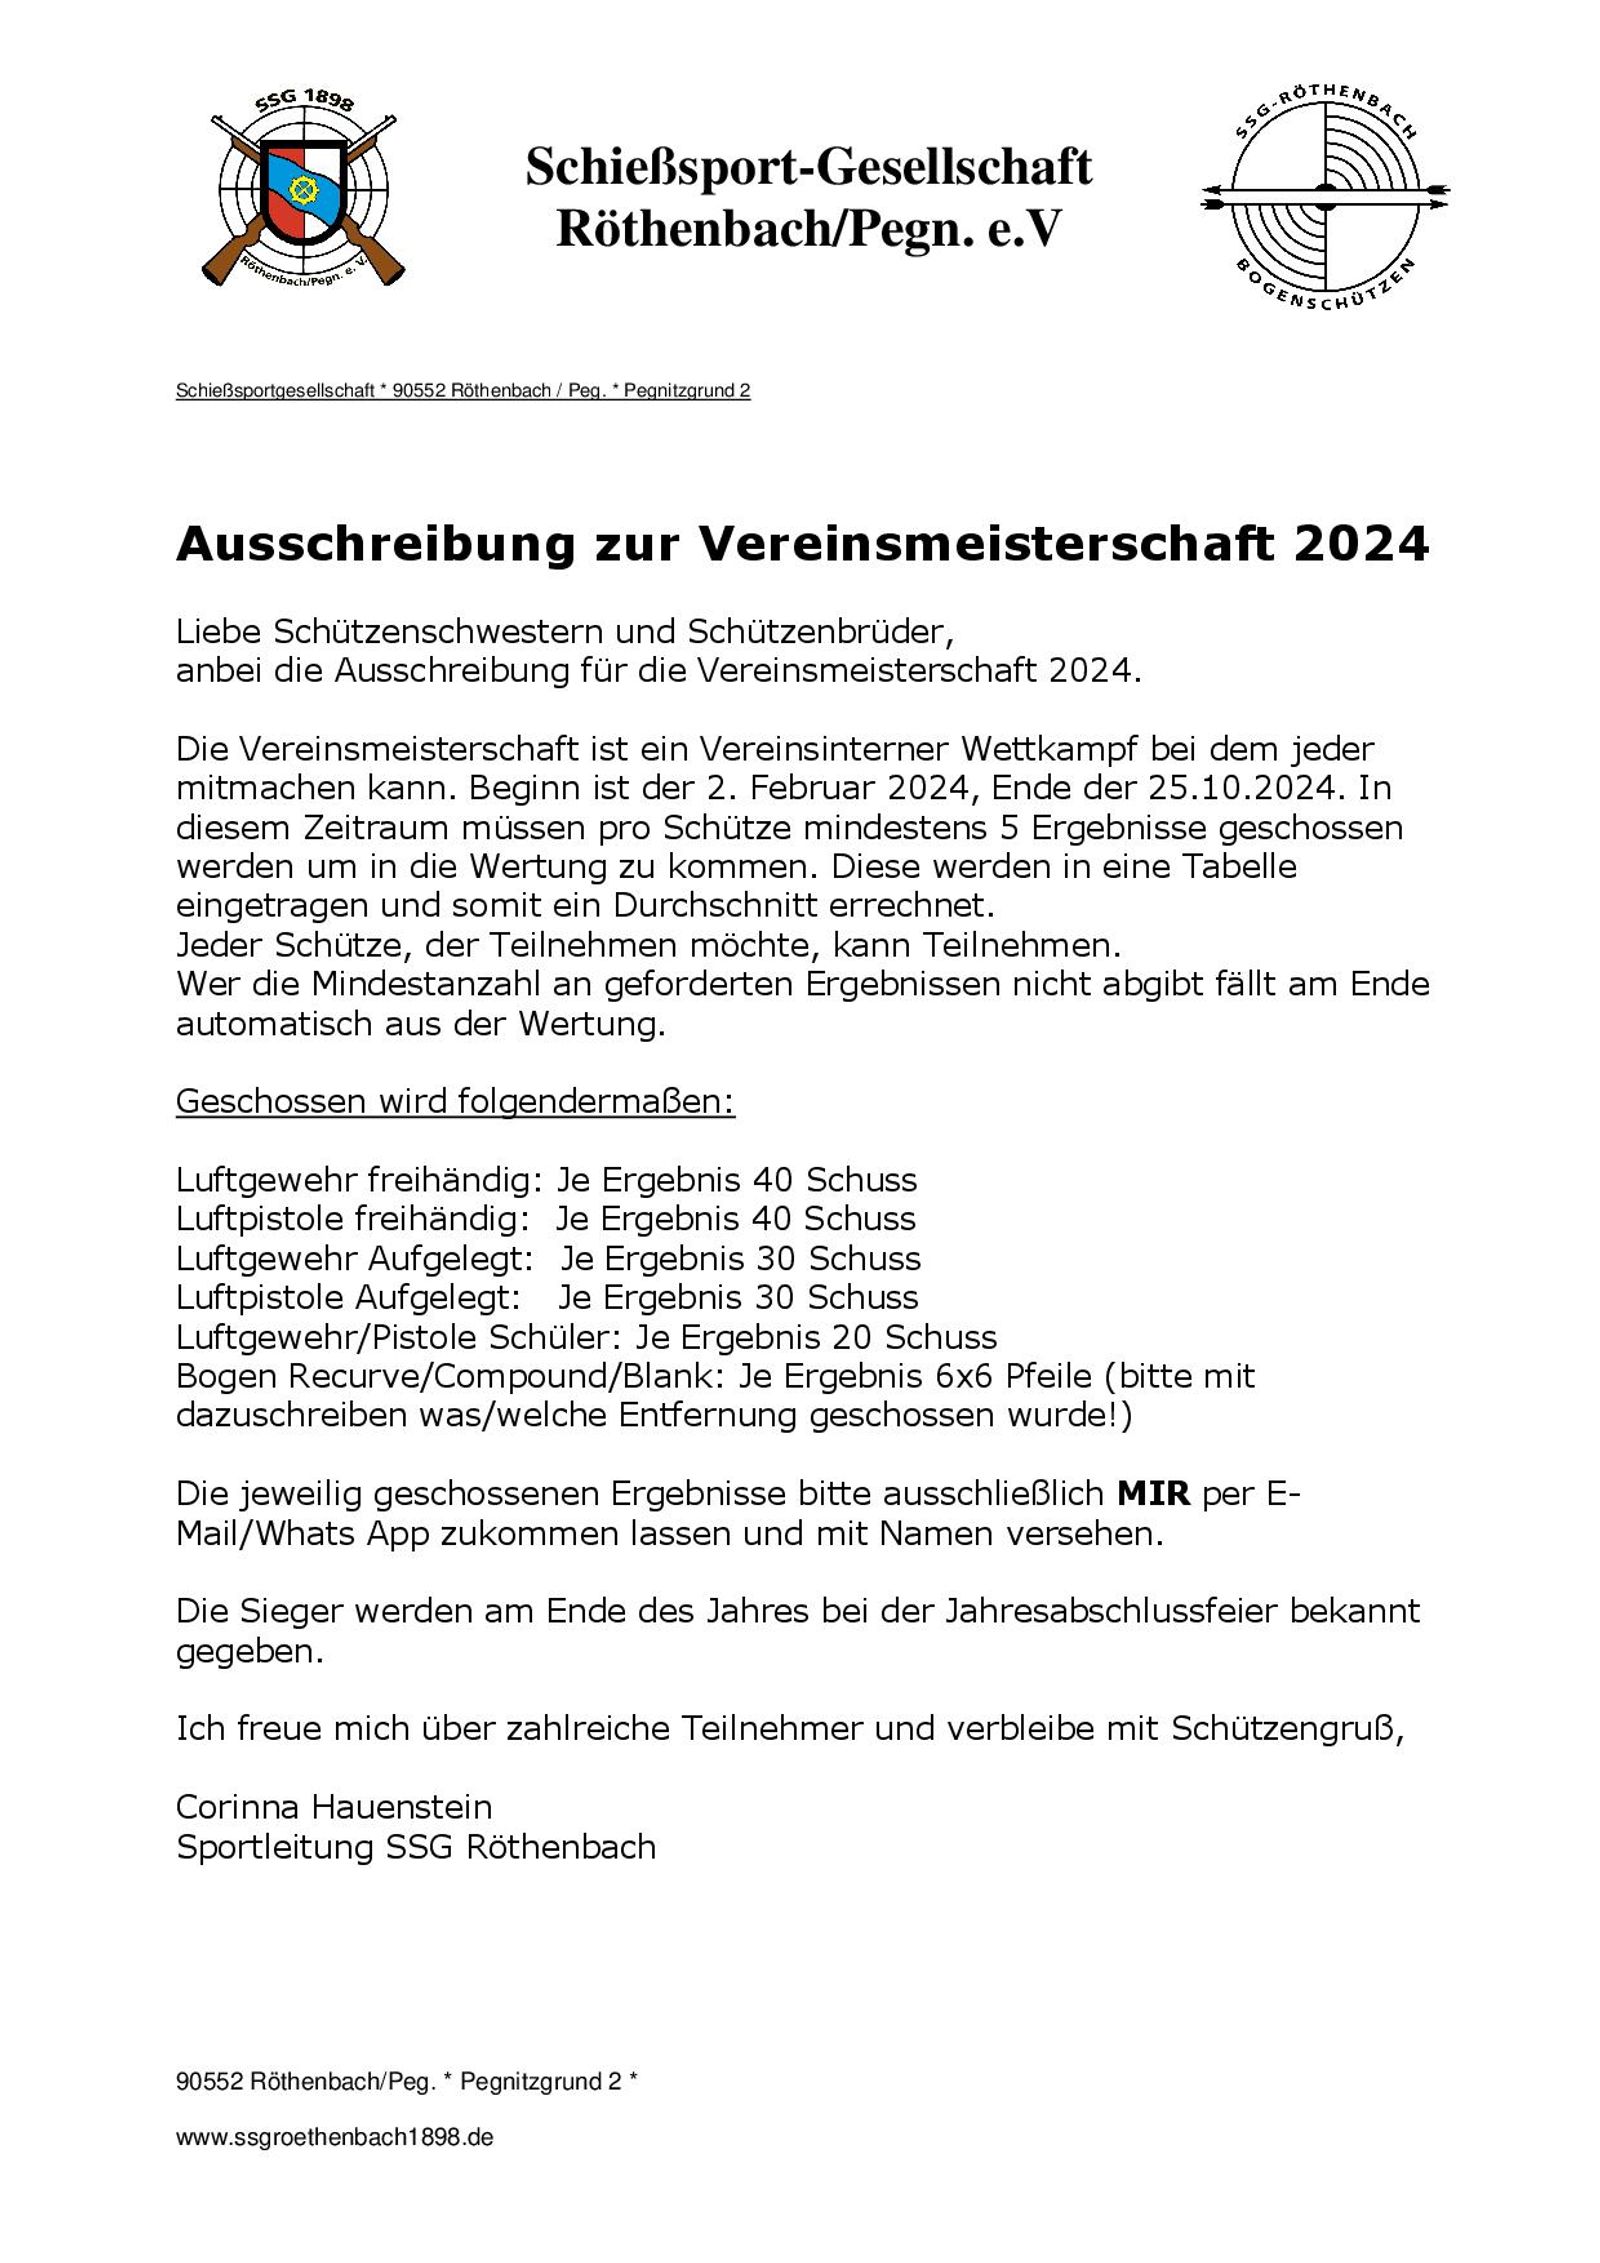 SSG 1898
Röthenbach/Pegn. e. V.
Schießsport-Gesellschaft
Röthenbach/Pegn. e.V
SSG-RÖTHENBACH
BOGENSCHÜTZEN
Schießsportgesellschaft * 90552 Röthenbach / Peg. * Pegnitzgrund 2
Ausschreibung zur Vereinsmeisterschaft 2024
Liebe Schützenschwestern und Schützenbrüder,
anbei die Ausschreibung für die Vereinsmeisterschaft 2024.
Die Vereinsmeisterschaft ist ein Vereinsinterner Wettkampf bei dem jeder
mitmachen kann. Beginn ist der 2. Februar 2024, Ende der 25.10.2024. In
diesem Zeitraum müssen pro Schütze mindestens 5 Ergebnisse geschossen
werden um in die Wertung zu kommen. Diese werden in eine Tabelle
eingetragen und somit ein Durchschnitt errechnet.
Jeder Schütze, der Teilnehmen möchte, kann Teilnehmen.
Wer die Mindestanzahl an geforderten Ergebnissen nicht abgibt fällt am Ende
automatisch aus der Wertung.
Geschossen wird folgendermaßen:
Luftgewehr freihändig: Je Ergebnis 40 Schuss
Luftpistole freihändig: Je Ergebnis 40 Schuss
Luftgewehr Aufgelegt: Je Ergebnis 30 Schuss
Luftpistole Aufgelegt: Je Ergebnis 30 Schuss
Luftgewehr/Pistole Schüler: Je Ergebnis 20 Schuss
Bogen Recurve/Compound/Blank: Je Ergebnis 6x6 Pfeile (bitte mit
dazuschreiben was/welche Entfernung geschossen wurde!)
Die jeweilig geschossenen Ergebnisse bitte ausschließlich MIR per E-
Mail/Whats App zukommen lassen und mit Namen versehen.
Die Sieger werden am Ende des Jahres bei der Jahresabschlussfeier bekannt
gegeben.
Ich freue mich über zahlreiche Teilnehmer und verbleibe mit Schützengruß,
Corinna Hauenstein
Sportleitung SSG Röthenbach
90552 Röthenbach/Peg. * Pegnitzgrund 2 *
www.ssgroethenbach1898.de